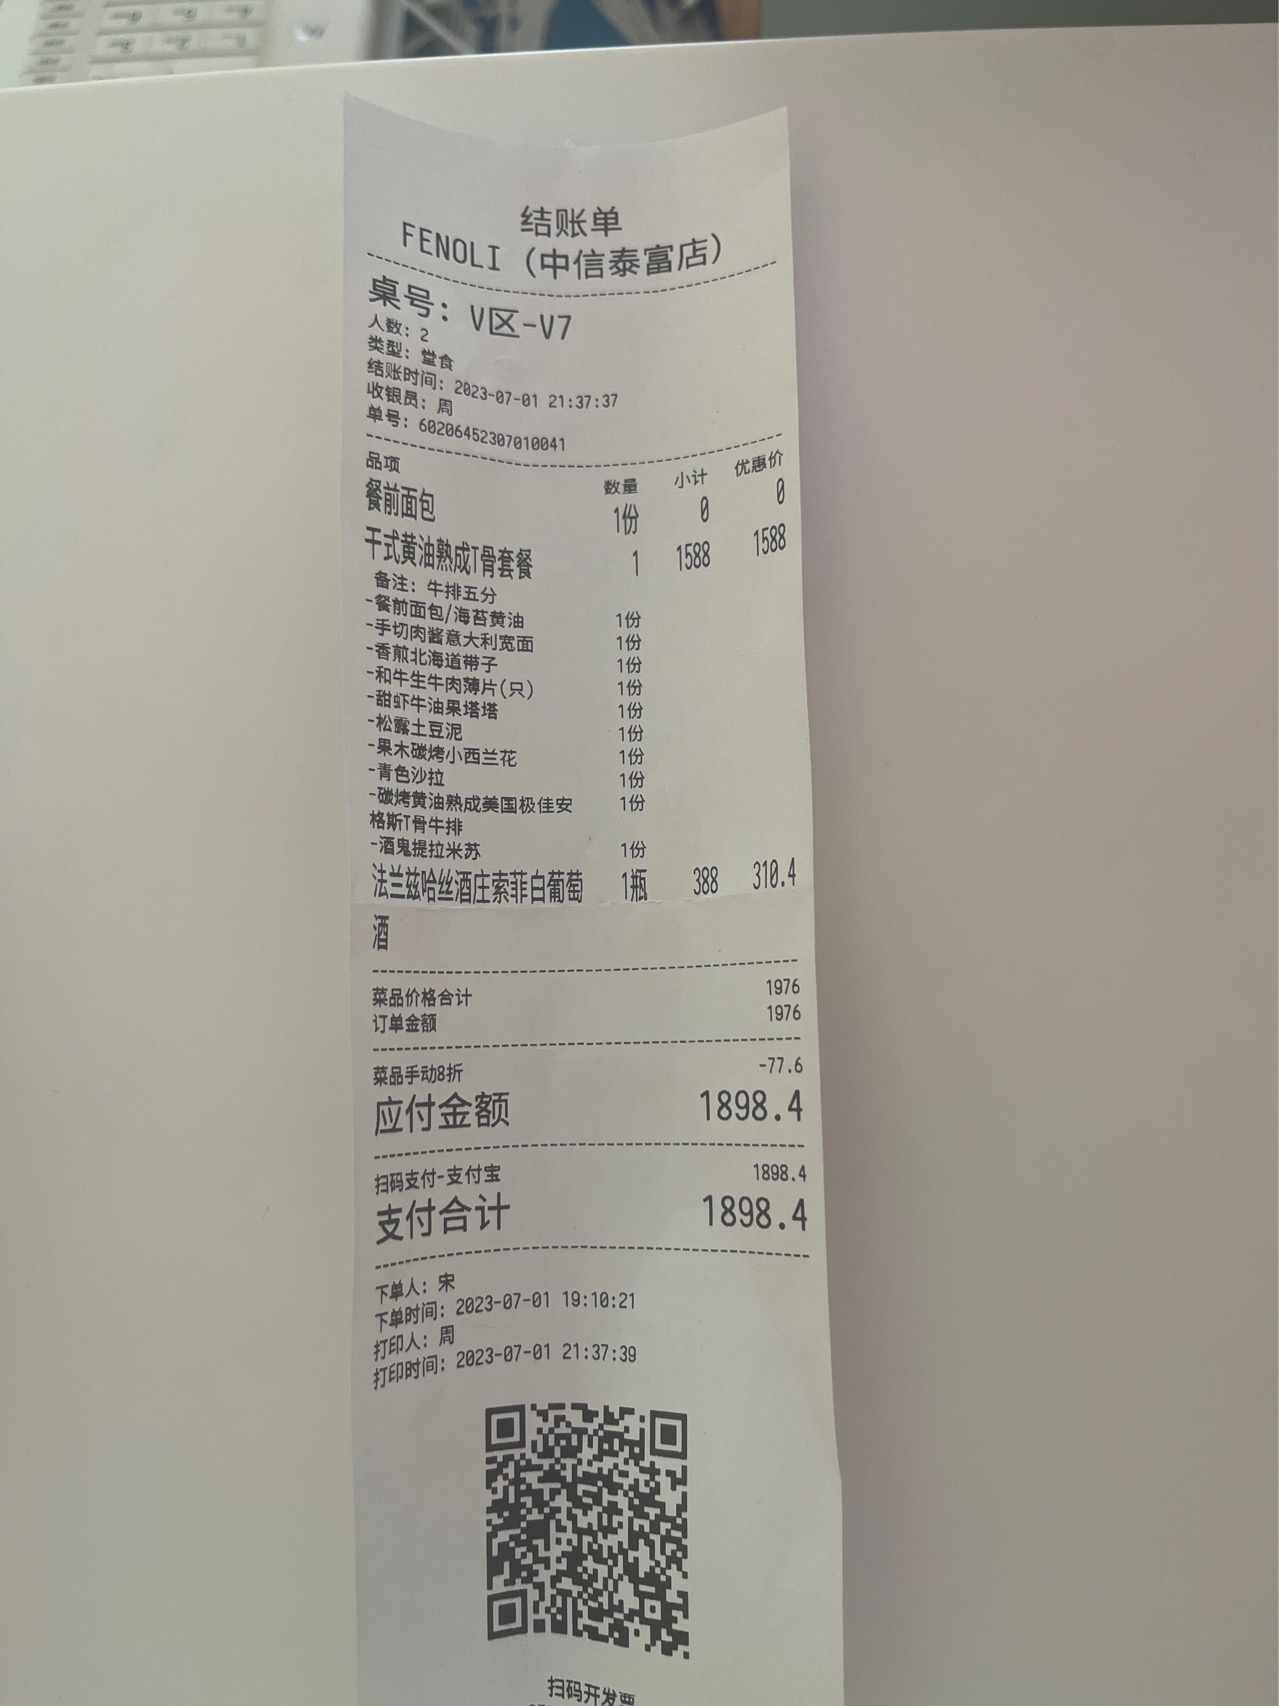 结账单
FENOLI (中信泰富店)
桌号: V区-V7
人数: 2
类型: 堂食
结账时间: 2023-07-01 21:37:37
收银员: 周
单号: 60206452307010041
品项 数量 小计 优惠价
餐前面包 1份 0 0
干式黄油熟成T骨套餐 1 1588 1588
备注: 牛排五分
-餐前面包/海苔黄油 1份
-手切肉酱意大利宽面 1份
-香煎北海道带子 1份
-和牛生牛肉薄片(只) 1份
-甜虾牛油果塔塔 1份
-松露土豆泥 1份
-果木碳烤小西兰花 1份
-青色沙拉 1份
-碳烤黄油熟成美国极佳安 1份
格斯T骨牛排
-酒鬼提拉米苏 1份
法兰兹哈丝酒庄索菲白葡萄 1瓶 388 310.4
酒
菜品价格合计 1976
订单金额 1976
菜品手动8折 -77.6
应付金额 1898.4
扫码支付-支付宝 1898.4
支付合计 1898.4
下单人: 宋
下单时间: 2023-07-01 19:10:21
打印人: 周
打印时间: 2023-07-01 21:37:39
扫码开发票